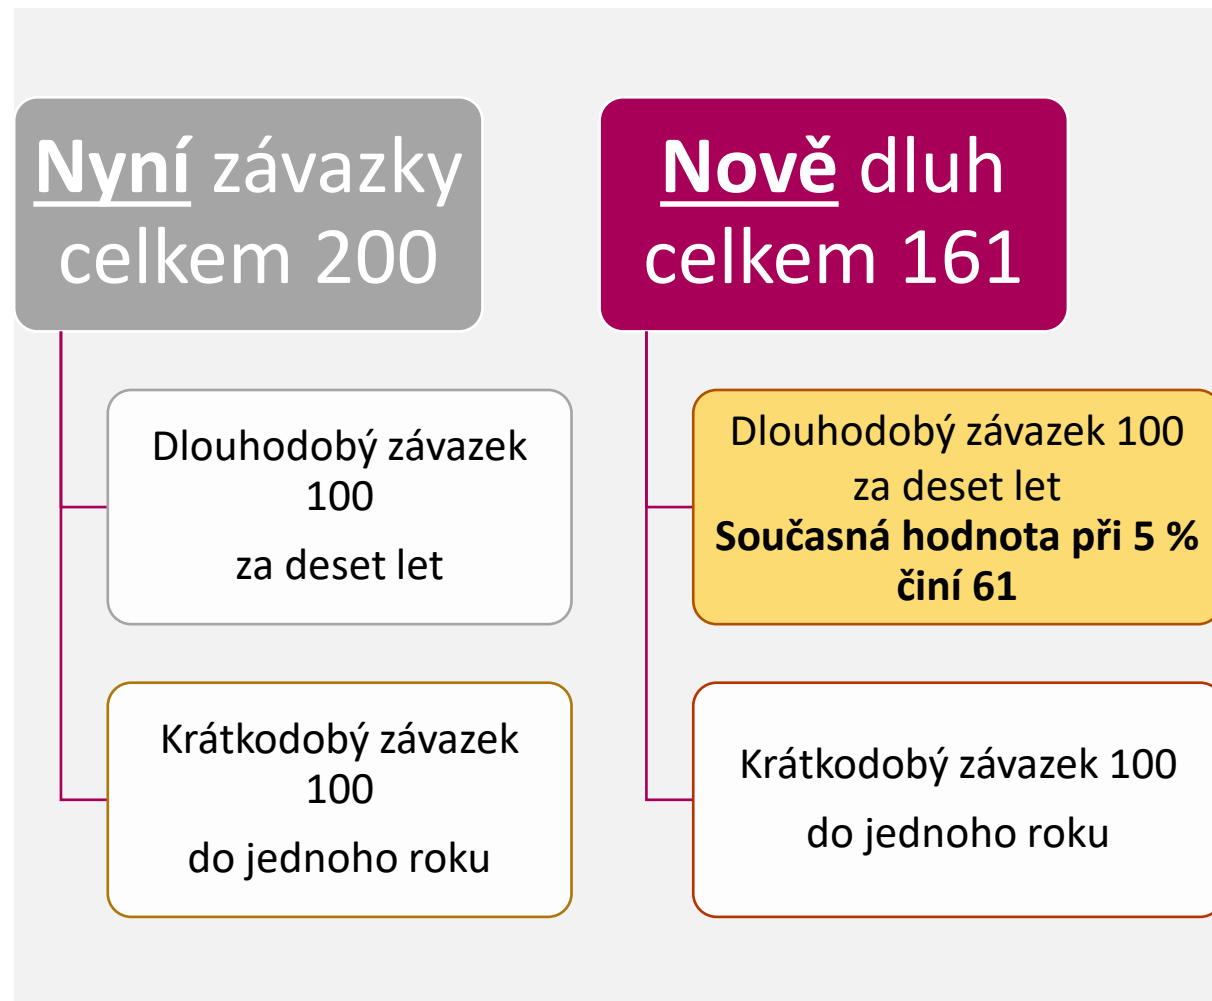 Nyní závazky
celkem 200
Dlouhodobý závazek
100
za deset let
Krátkodobý závazek
100
do jednoho roku
Nově dluh
celkem 161
Dlouhodobý závazek 100
za deset let
Současná hodnota při 5 %
činí 61
Krátkodobý závazek 100
do jednoho roku